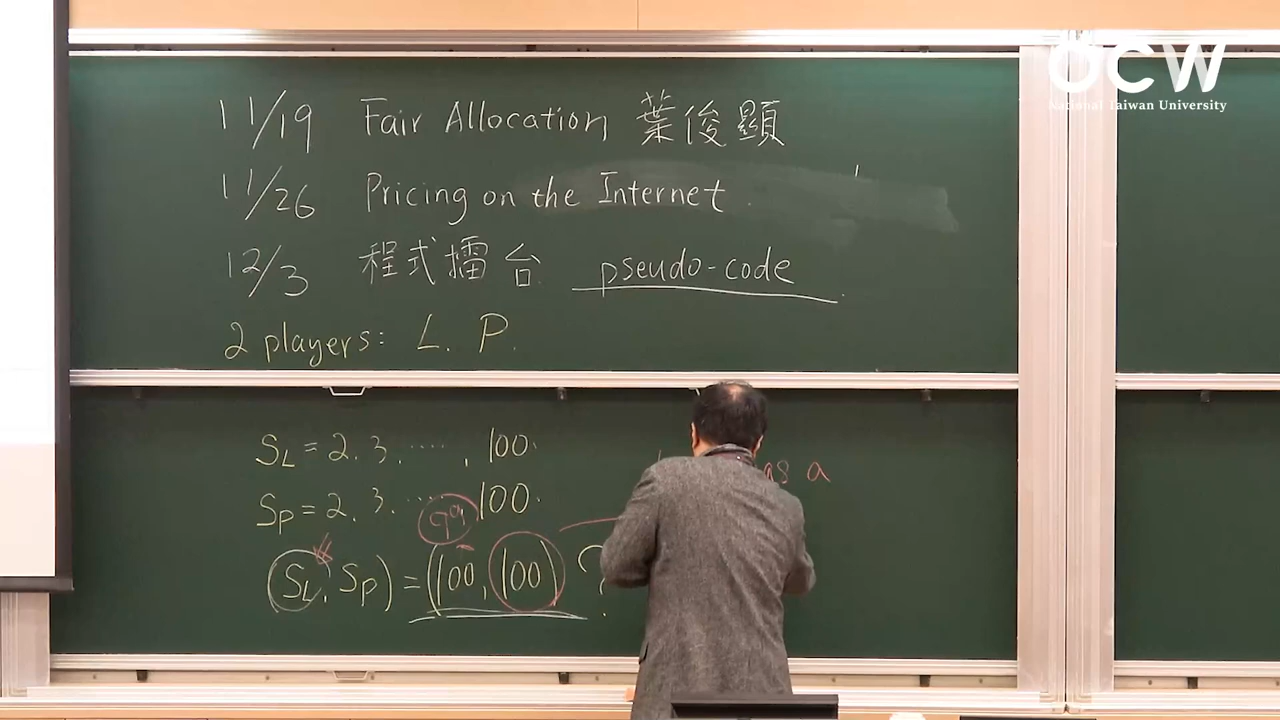 OCW
National Taiwan University
11/19 Fair Allocation 葉俊顯
11/26 Pricing on the Internet.
12/3 程式擂台 pseudo-code
2 players: L. P.
S_L = 2, 3, ....., 100.
S_P = 2, 3. ... 100.
99
(S_L, S_P) = (100, 100) ?
as a